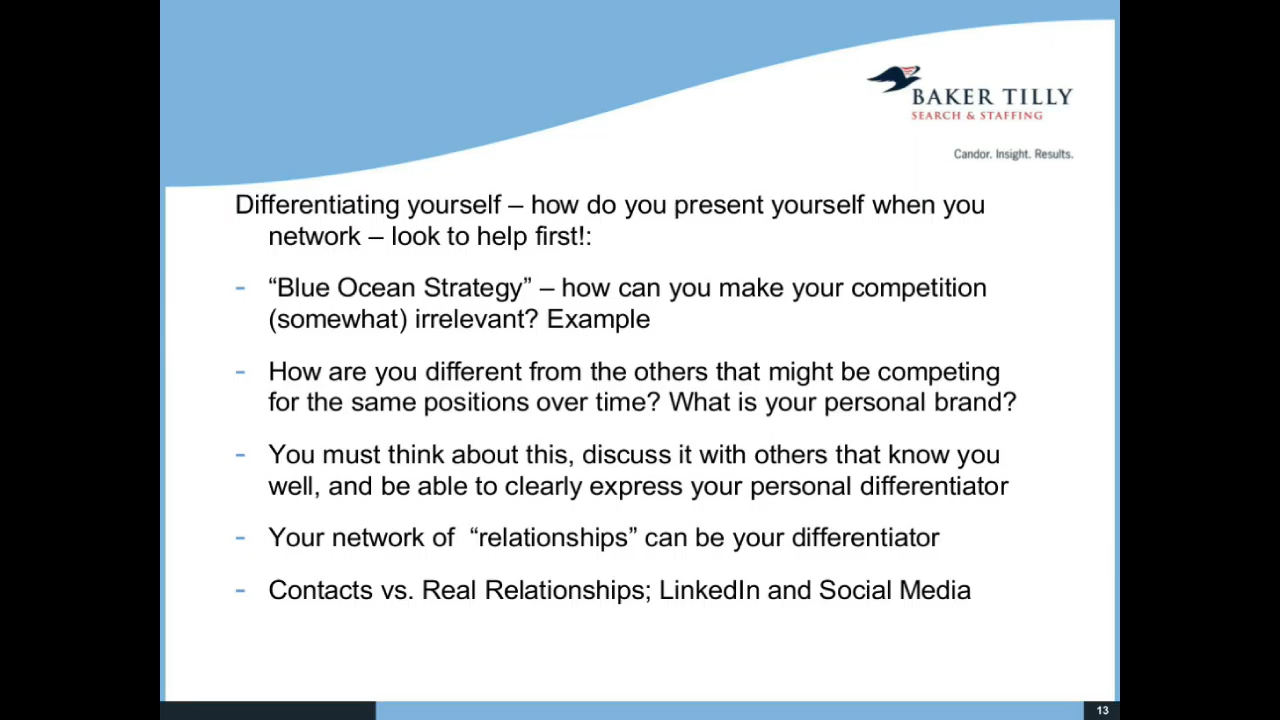 BAKER TILLY
SEARCH & STAFFING
Candor. Insight. Results.
Differentiating yourself – how do you present yourself when you
network – look to help first!:
- “Blue Ocean Strategy” – how can you make your competition
(somewhat) irrelevant? Example
- How are you different from the others that might be competing
for the same positions over time? What is your personal brand?
- You must think about this, discuss it with others that know you
well, and be able to clearly express your personal differentiator
- Your network of “relationships” can be your differentiator
- Contacts vs. Real Relationships; LinkedIn and Social Media
13